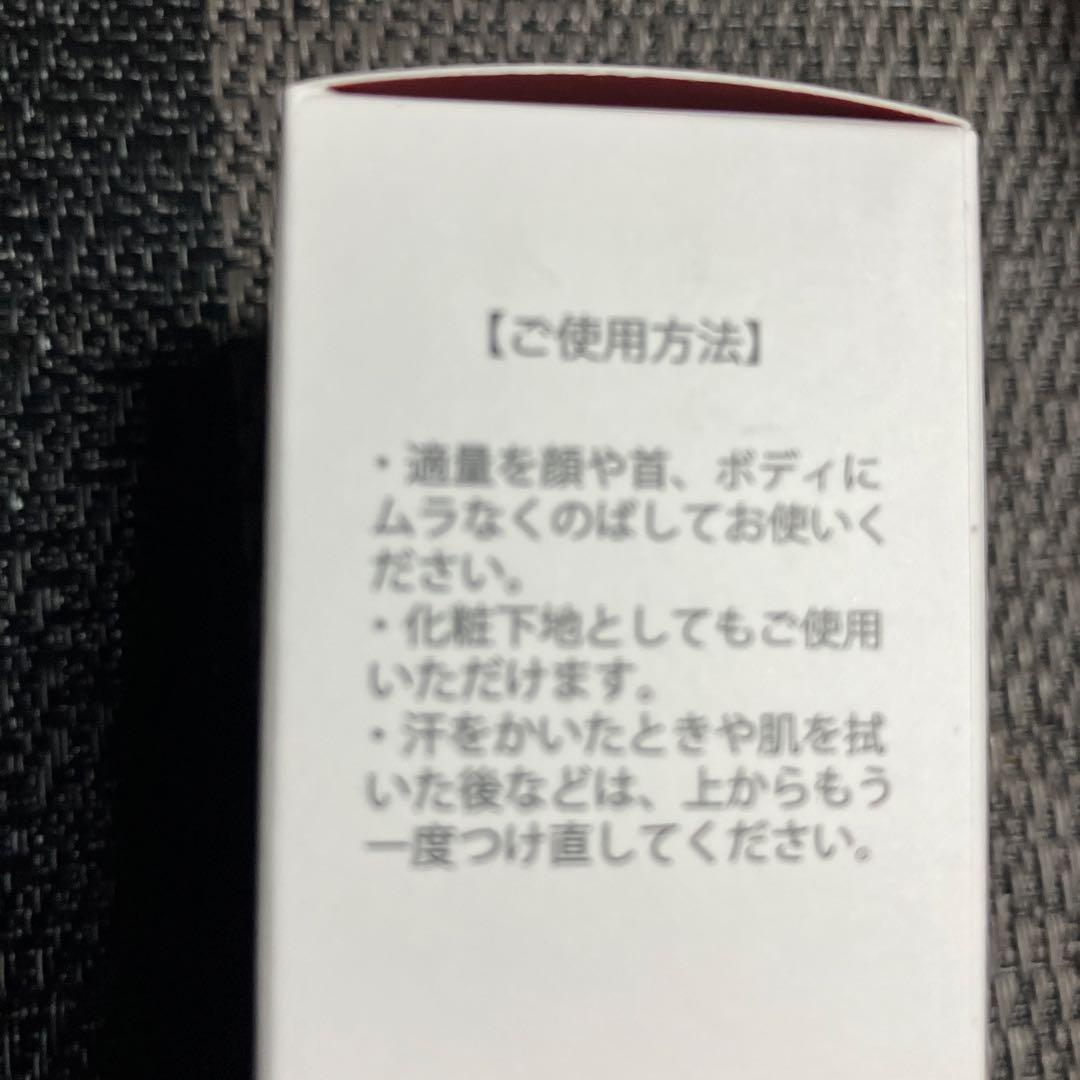 【ご使用方法】
・適量を顔や首、ボディに
ムラなくのばしてお使いく
ださい。
・化粧下地としてもご使用
いただけます。
・汗をかいたときや肌を拭
いた後などは、上からもう
一度つけ直してください。